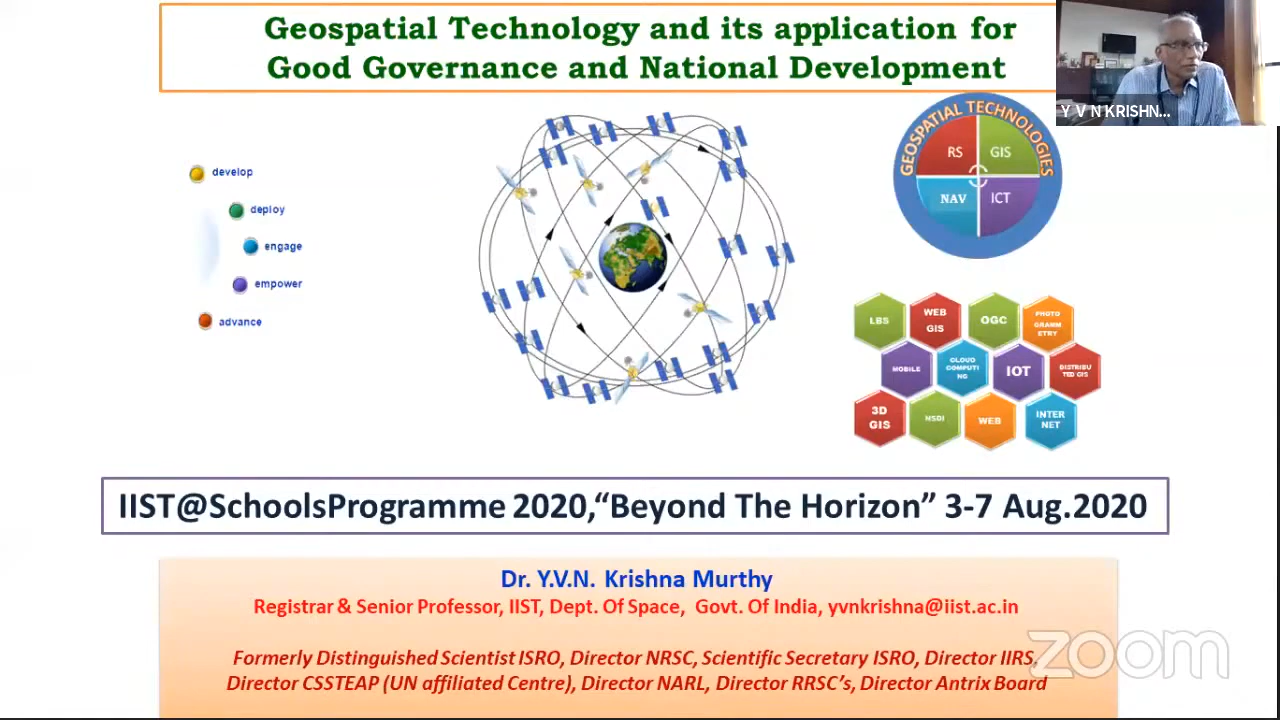 Geospatial Technology and its application for
Good Governance and National Development
Y V N KRISHN...
develop
deploy
engage
empower
advance
GEOSPATIAL TECHNOLOGIES
RS
GIS
NAV
ICT
LBS
WEB
GIS
OGC
PHOTO
GRAMM
ETRY
MOBILE
CLOUD
COMPUTI
NG
IOT
DISTRIBU
TED GIS
3D
GIS
NSDI
WEB
INTER
NET
IIST@SchoolsProgramme 2020,“Beyond The Horizon” 3-7 Aug.2020
Dr. Y.V.N. Krishna Murthy
Registrar & Senior Professor, IIST, Dept. Of Space, Govt. Of India, yvnkrishna@iist.ac.in
Formerly Distinguished Scientist ISRO, Director NRSC, Scientific Secretary ISRO, Director IIRS,
Director CSSTEAP (UN affiliated Centre), Director NARL, Director RRSC’s, Director Antrix Board
zoom